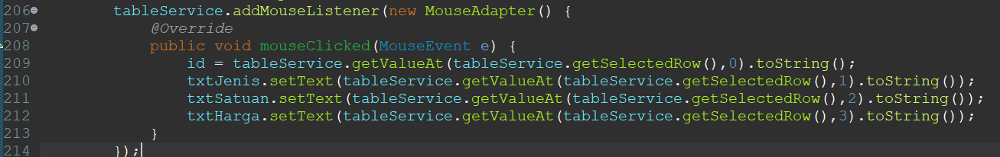 206 tableService.addMouseListener(new MouseAdapter() {
207 @Override
208 public void mouseClicked(MouseEvent e) {
209 id = tableService.getValueAt(tableService.getSelectedRow(),0).toString();
210 txtJenis.setText(tableService.getValueAt(tableService.getSelectedRow(),1).toString());
211 txtSatuan.setText(tableService.getValueAt(tableService.getSelectedRow(),2).toString());
212 txtHarga.setText(tableService.getValueAt(tableService.getSelectedRow(),3).toString());
213 }
214 });